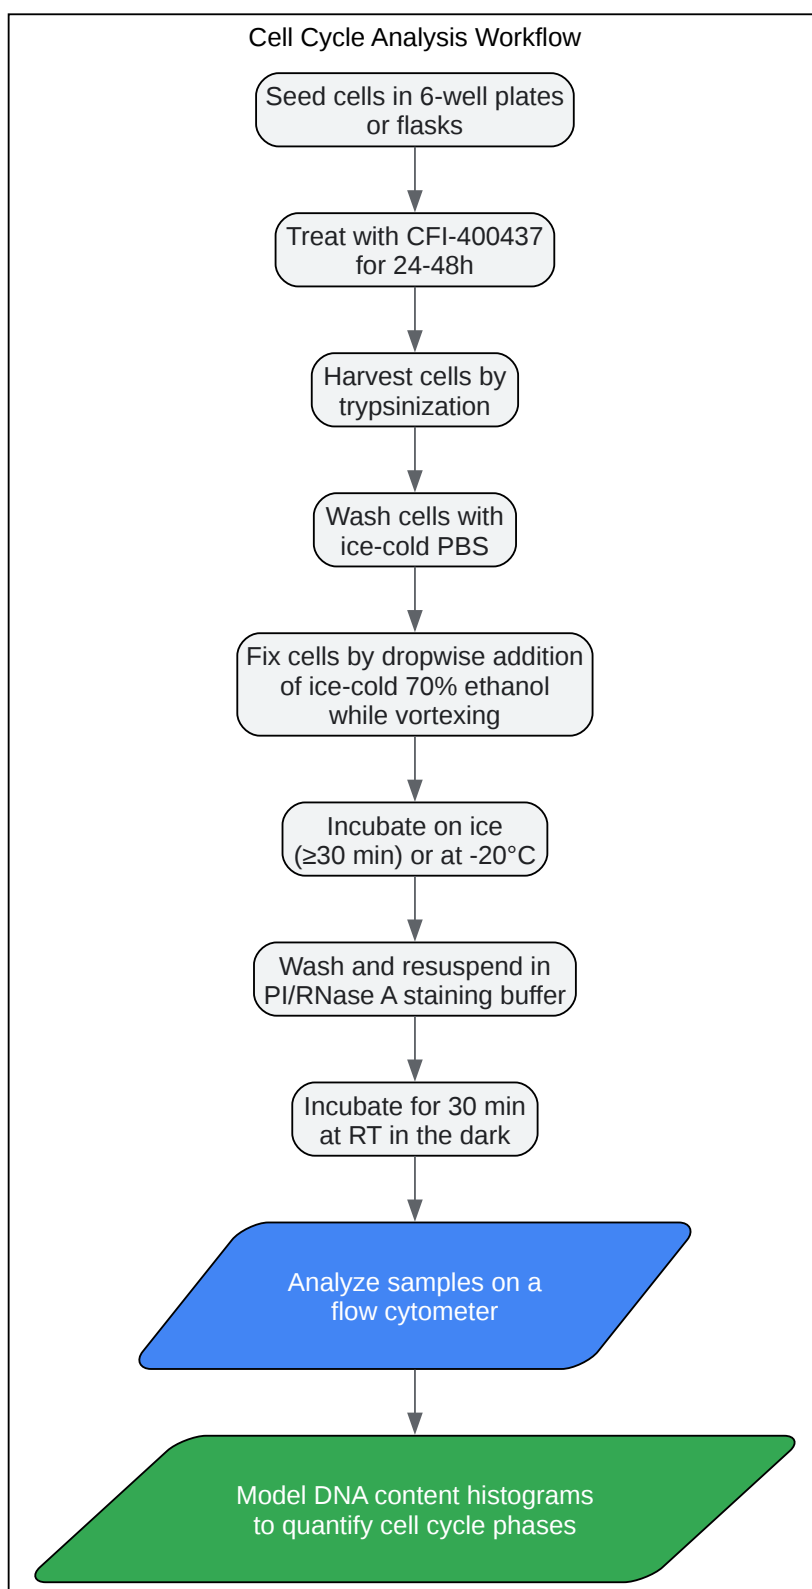 Cell Cycle Analysis Workflow
Seed cells in 6-well plates
or flasks
Treat with CFI-400437
for 24-48h
Harvest cells by
trypsinization
Wash cells with
ice-cold PBS
Fix cells by dropwise addition
of ice-cold 70% ethanol
while vortexing
Incubate on ice
(≥30 min) or at -20°C
Wash and resuspend in
PI/RNase A staining buffer
Incubate for 30 min
at RT in the dark
Analyze samples on a
flow cytometer
Model DNA content histograms
to quantify cell cycle phases